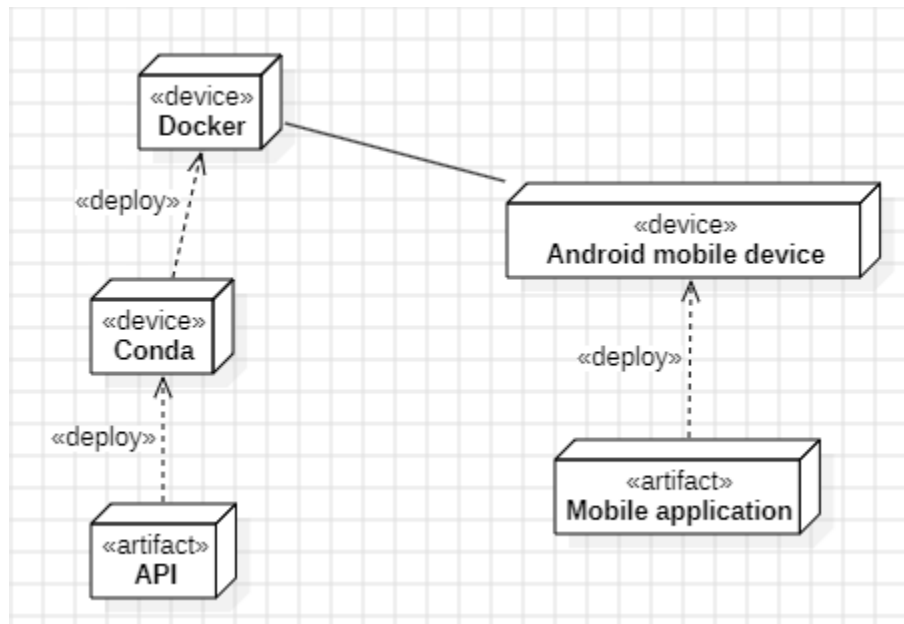 «device»
Docker
«deploy»
«device»
Android mobile device
«device»
Conda
«deploy»
«deploy»
«artifact»
Mobile application
«artifact»
API